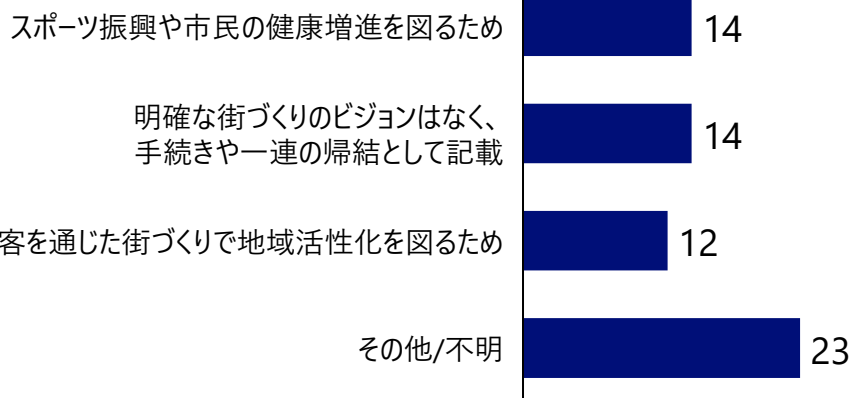 スポーツ振興や市民の健康増進を図るため
14
明確な街づくりのビジョンはなく、
手続きや一連の帰結として記載
14
客を通じた街づくりで地域活性化を図るため
12
その他/不明
23